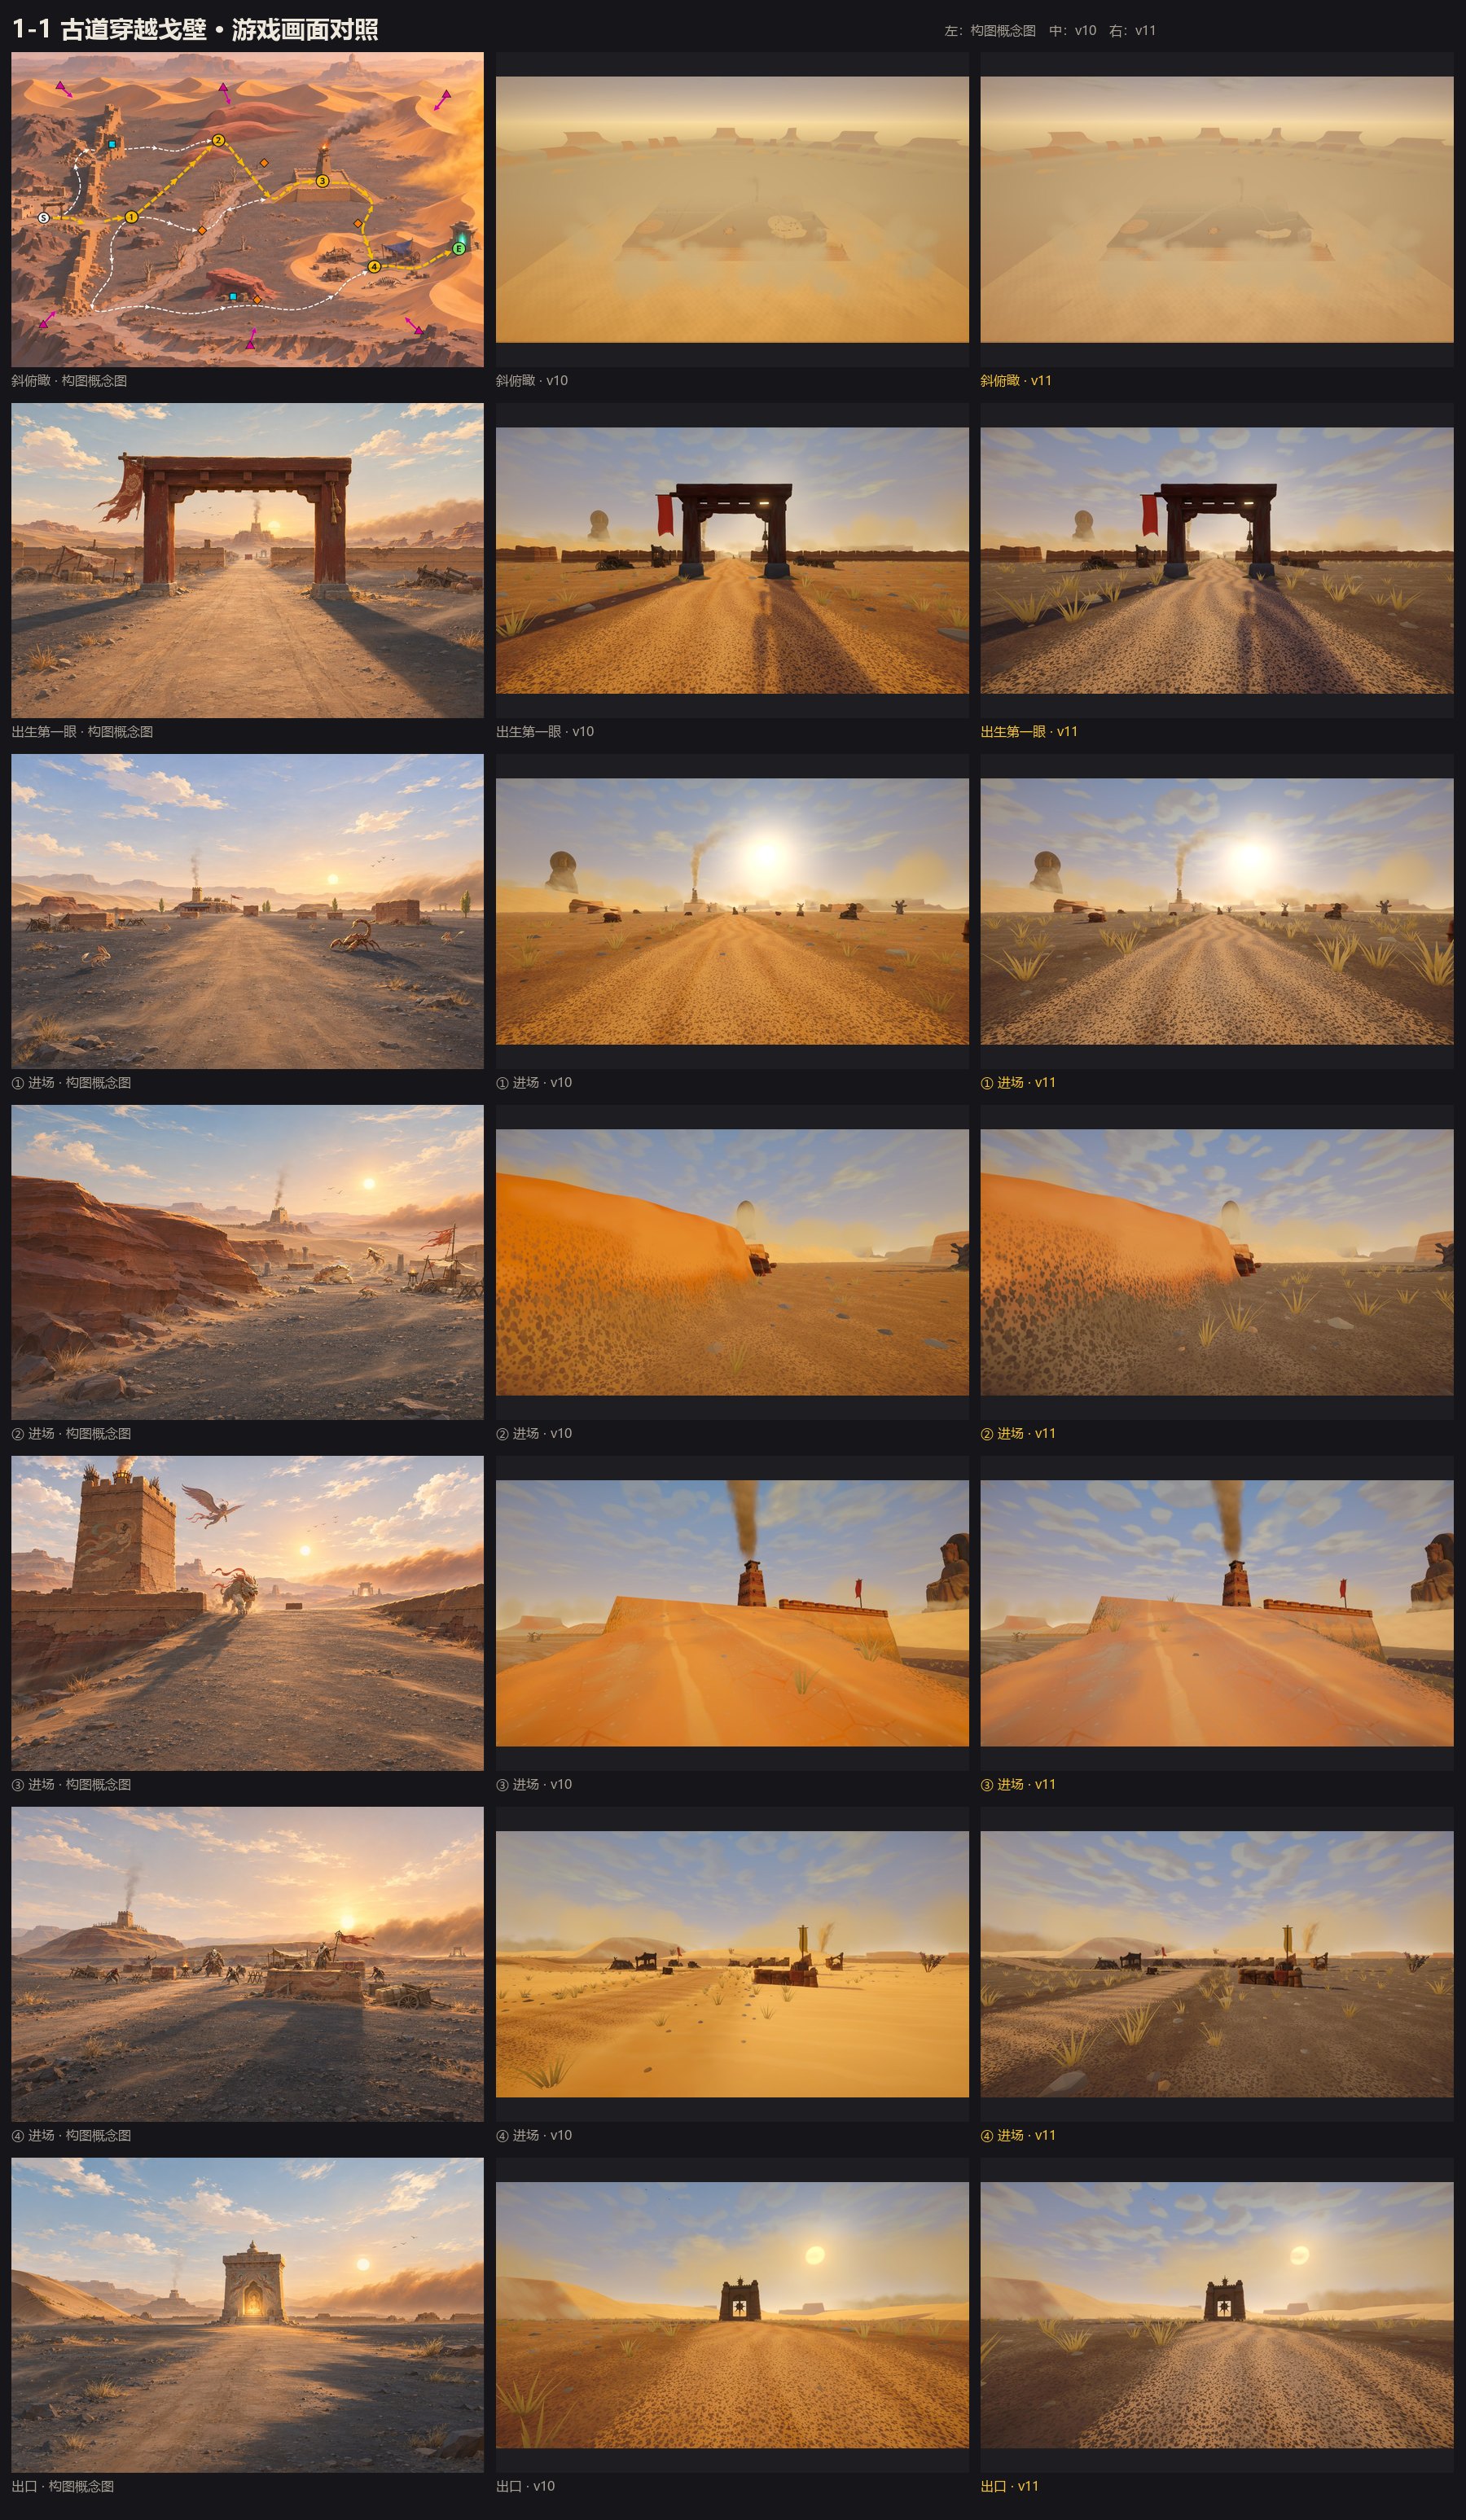 1-1 古道穿越戈壁 • 游戏画面对照
左：构图概念图 中：v10 右：v11
S
1
2
3
4
E
斜俯瞰 · 构图概念图
斜俯瞰 · v10
斜俯瞰 · v11
出生第一眼 · 构图概念图
出生第一眼 · v10
出生第一眼 · v11
① 进场 · 构图概念图
① 进场 · v10
① 进场 · v11
② 进场 · 构图概念图
② 进场 · v10
② 进场 · v11
③ 进场 · 构图概念图
③ 进场 · v10
③ 进场 · v11
④ 进场 · 构图概念图
④ 进场 · v10
④ 进场 · v11
出口 · 构图概念图
出口 · v10
出口 · v11